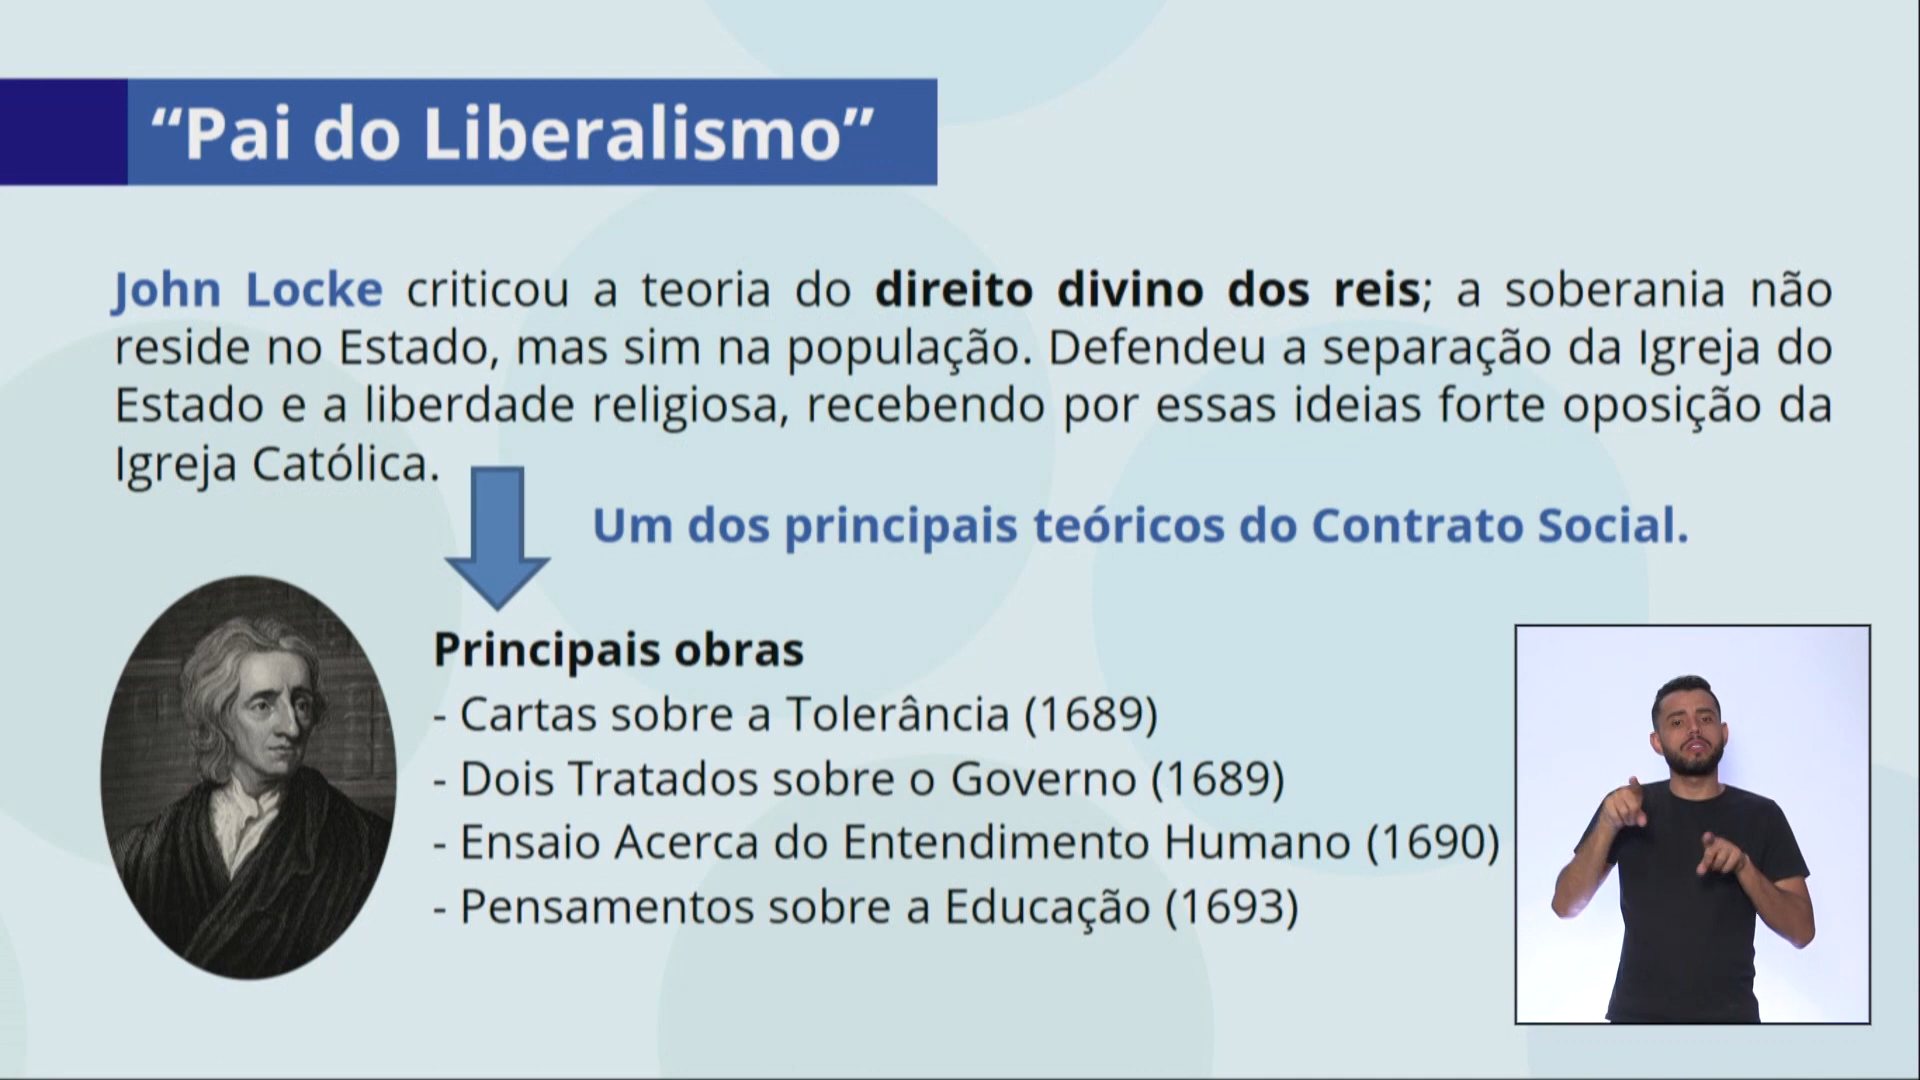 “Pai do Liberalismo”
John Locke criticou a teoria do direito divino dos reis; a soberania não
reside no Estado, mas sim na população. Defendeu a separação da Igreja do
Estado e a liberdade religiosa, recebendo por essas ideias forte oposição da
Igreja Católica.
Um dos principais teóricos do Contrato Social.
Principais obras
- Cartas sobre a Tolerância (1689)
- Dois Tratados sobre o Governo (1689)
- Ensaio Acerca do Entendimento Humano (1690)
- Pensamentos sobre a Educação (1693)